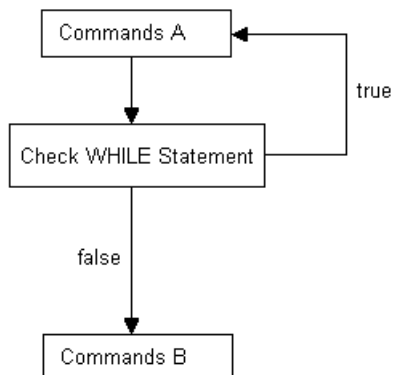 Commands A
true
Check WHILE Statement
false
Commands B